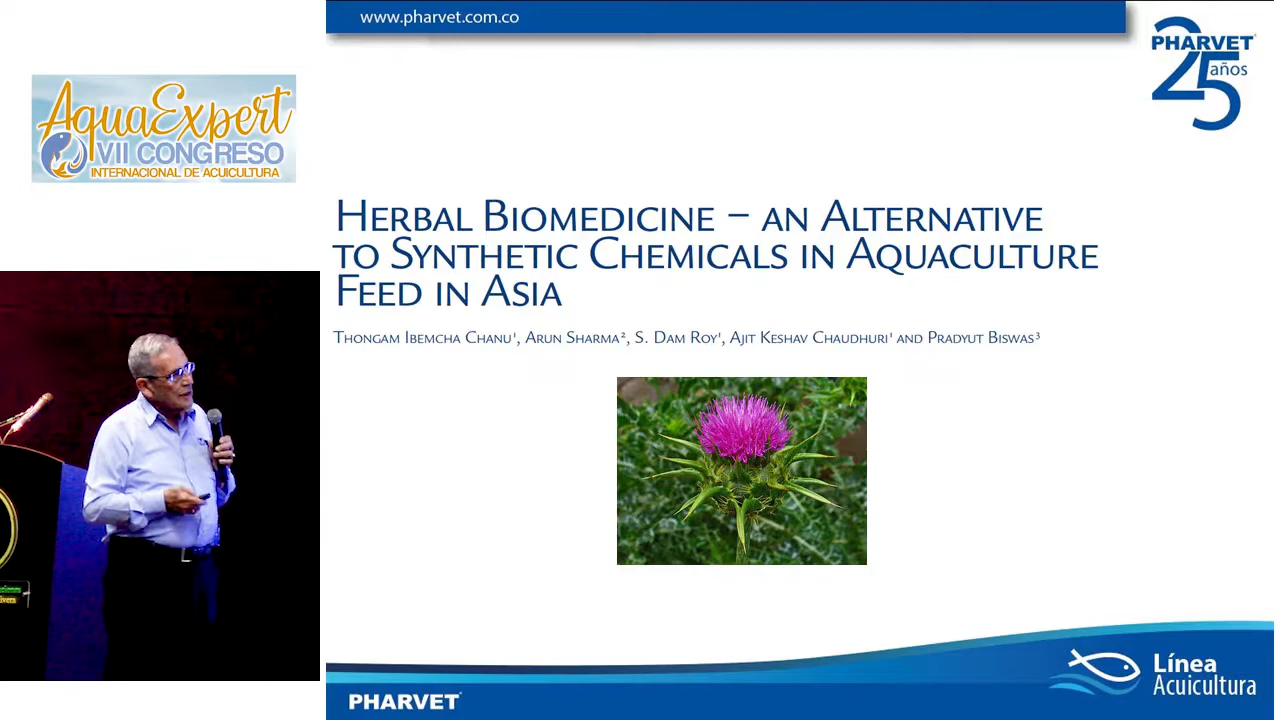 www.pharvet.com.co
PHARVET
25
años
AquaExpert
VII CONGRESO
INTERNACIONAL DE ACUICULTURA
HERBAL BIOMEDICINE – AN ALTERNATIVE
TO SYNTHETIC CHEMICALS IN AQUACULTURE
FEED IN ASIA
THONGAM IBEMCHA CHANU¹, ARUN SHARMA², S. DAM ROY¹, AJIT KESHAV CHAUDHURI¹ AND PRADYUT BISWAS³
PHARVET
Línea
Acuicultura